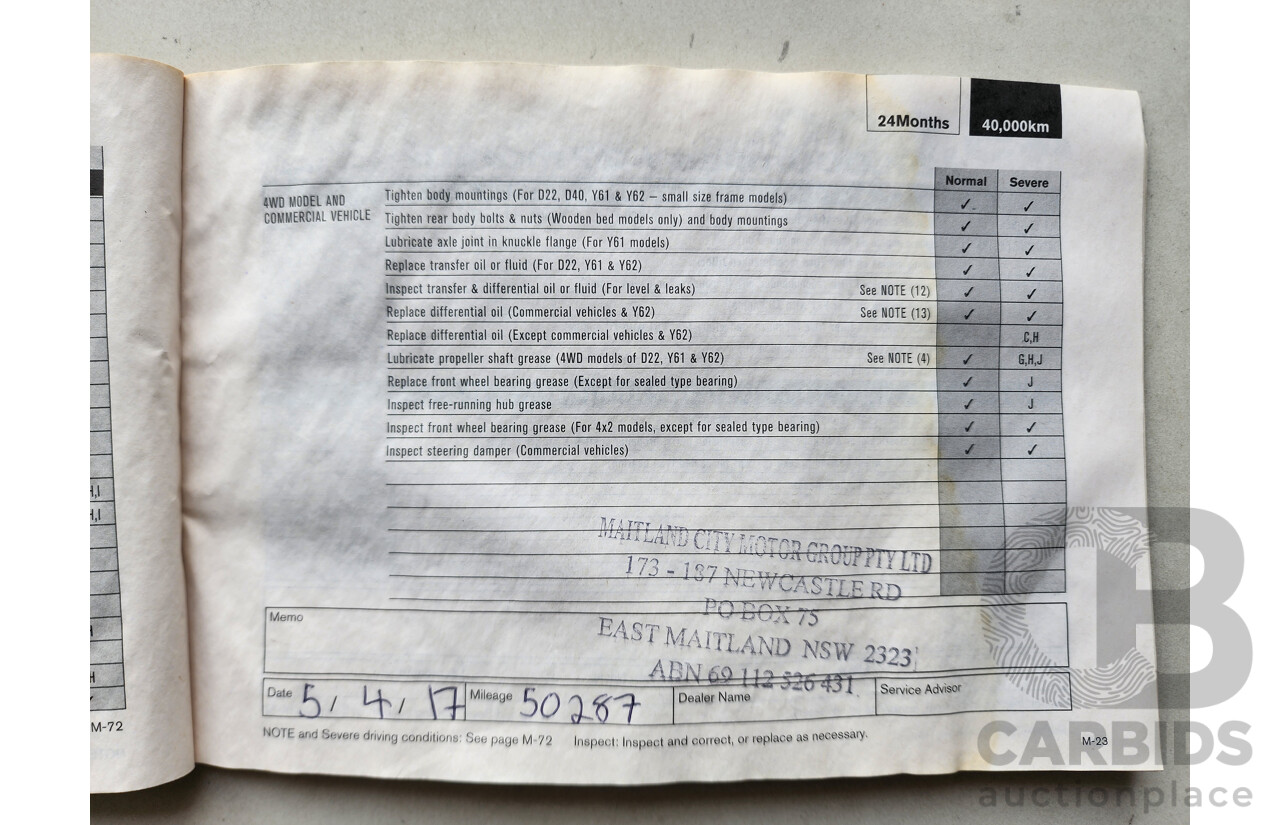 24Months
40,000km
Normal Severe
4WD MODEL AND COMMERCIAL VEHICLE
Tighten body mountings (For D22, D40, Y61 & Y62 – small size frame models) ✓ ✓
Tighten rear body bolts & nuts (Wooden bed models only) and body mountings ✓ ✓
Lubricate axle joint in knuckle flange (For Y61 models) ✓ ✓
Replace transfer oil or fluid (For D22, Y61 & Y62) ✓ ✓
Inspect transfer & differential oil or fluid (For level & leaks) See NOTE (12) ✓ ✓
Replace differential oil (Commercial vehicles & Y62) See NOTE (13) ✓ ✓
Replace differential oil (Except commercial vehicles & Y62) C,H
Lubricate propeller shaft grease (4WD models of D22, Y61 & Y62) See NOTE (4) ✓ G,H,J
Replace front wheel bearing grease (Except for sealed type bearing) ✓ J
Inspect free-running hub grease ✓ J
Inspect front wheel bearing grease (For 4x2 models, except for sealed type bearing) ✓ ✓
Inspect steering damper (Commercial vehicles) ✓ ✓
MAITLAND CITY MOTOR GROUP PTY LTD
173 - 187 NEWCASTLE RD
PO BOX 75
EAST MAITLAND NSW 2323
ABN 69 112 526 431
Memo
Date 5/4/17 Mileage 50287 Dealer Name Service Advisor
NOTE and Severe driving conditions: See page M-72 Inspect: Inspect and correct, or replace as necessary.
M-23
H,I
H,I
H
M-72
CB
CARBIDS
auctionplace